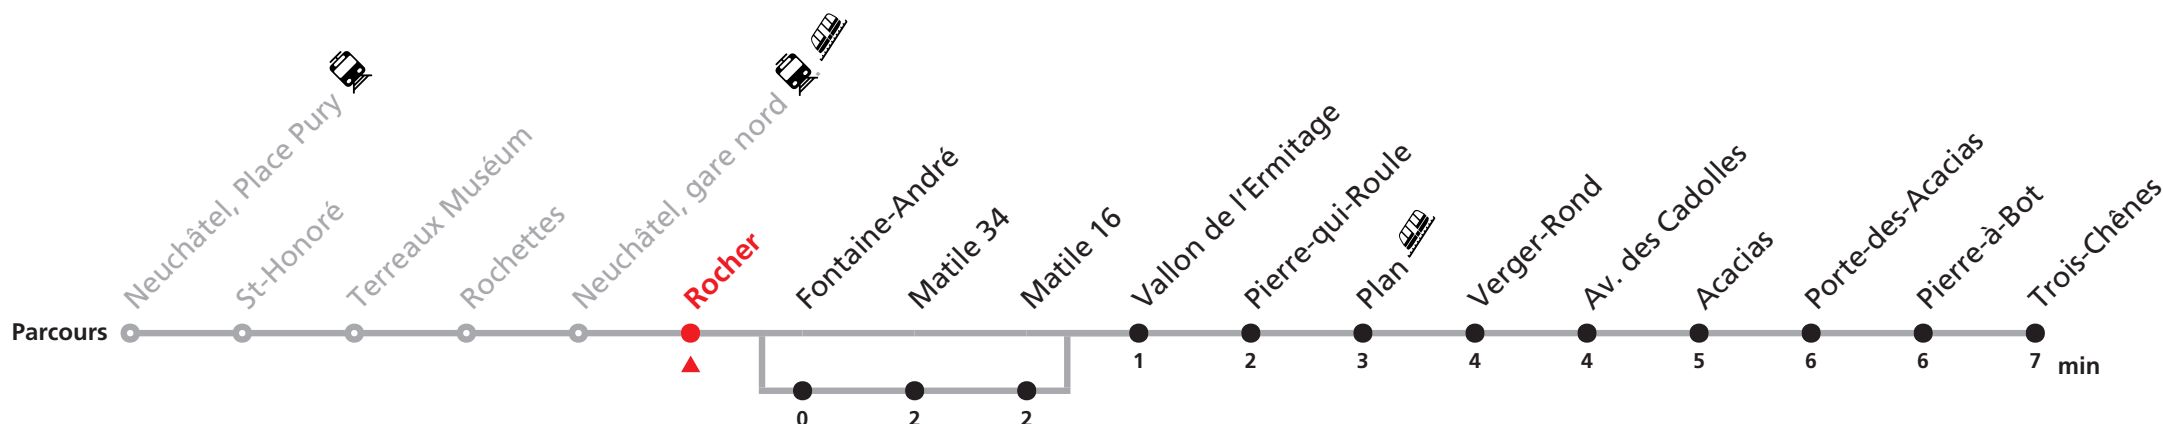 Neuchâtel, Place Pury
St-Honoré
Terreaux Muséum
Rochettes
Neuchâtel, gare nord
Rocher
Fontaine-André
Matile 34
Matile 16
Vallon de l'Ermitage
Pierre-qui-Roule
Plan
Verger-Rond
Av. des Cadolles
Acacias
Porte-des-Acacias
Pierre-à-Bot
Trois-Chênes
Parcours
1 2 3 4 4 5 6 6 7 min
0 2 2